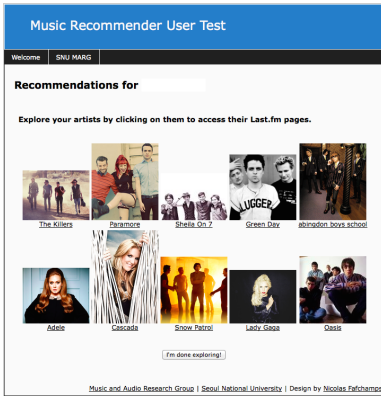 Music Recommender User Test
Welcome SNU MARG
Recommendations for
Explore your artists by clicking on them to access their Last.fm pages.
LUGGER
The Killers Paramore Sheila On 7 Green Day abingdon boys school
Adele Cascada Snow Patrol Lady Gaga Oasis
I'm done exploring!
Music and Audio Research Group | Seoul National University | Design by Nicolas Fafchamps